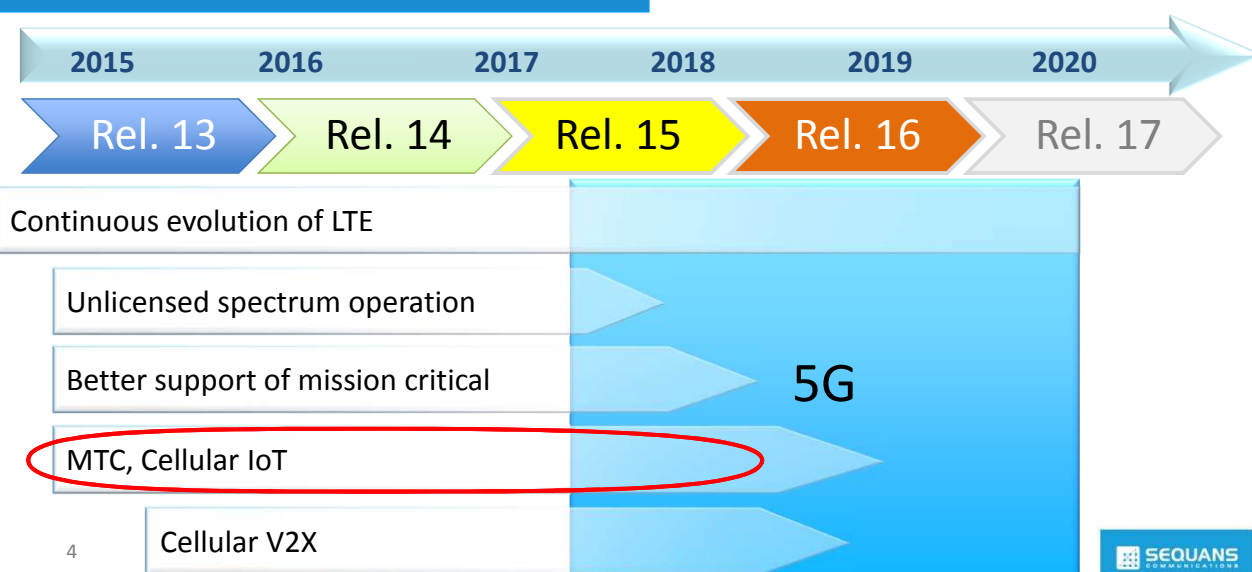 2015 2016 2017 2018 2019 2020
Rel. 13 Rel. 14 Rel. 15 Rel. 16 Rel. 17
Continuous evolution of LTE
Unlicensed spectrum operation
Better support of mission critical
5G
MTC, Cellular IoT
Cellular V2X
4
SEQUANS
COMMUNICATIONS